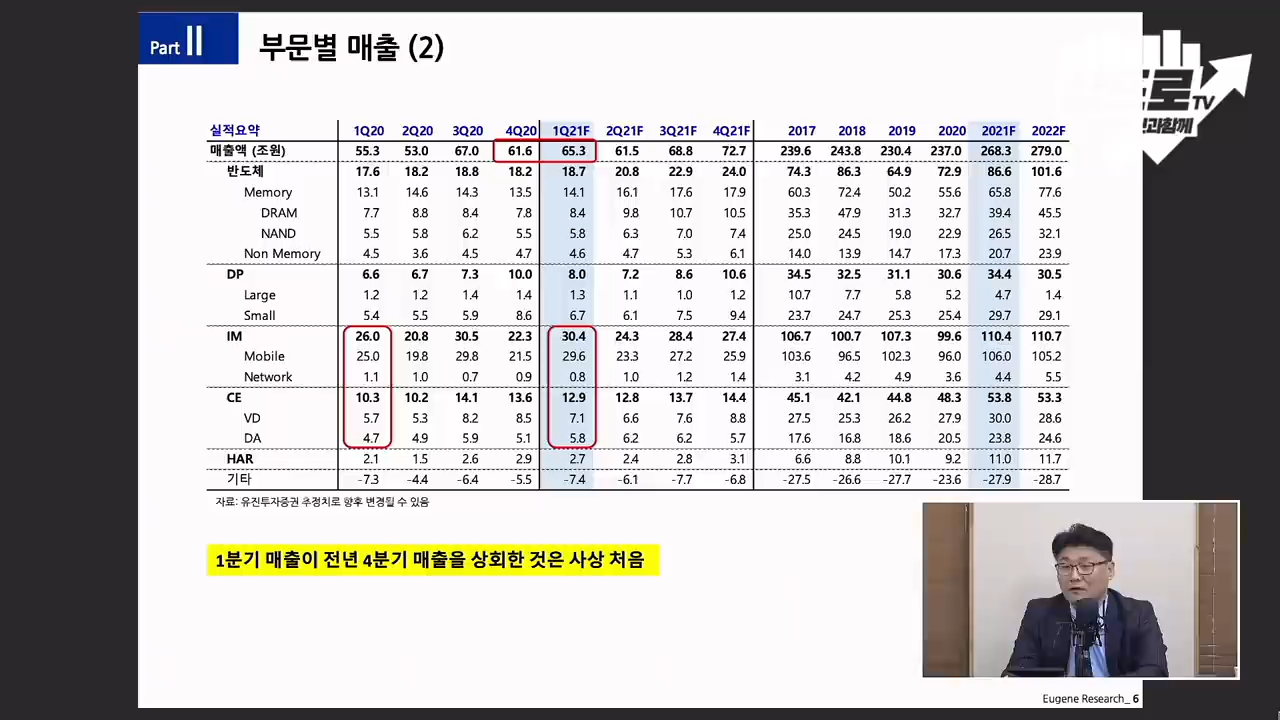 Part II
부문별 매출 (2)
로TV
과함께
실적요약 1Q20 2Q20 3Q20 4Q20 1Q21F 2Q21F 3Q21F 4Q21F 2017 2018 2019 2020 2021F 2022F
매출액 (조원) 55.3 53.0 67.0 61.6 65.3 61.5 68.8 72.7 239.6 243.8 230.4 237.0 268.3 279.0
반도체 17.6 18.2 18.8 18.2 18.7 20.8 22.9 24.0 74.3 86.3 64.9 72.9 86.6 101.6
Memory 13.1 14.6 14.3 13.5 14.1 16.1 17.6 17.9 60.3 72.4 50.2 55.6 65.8 77.6
DRAM 7.7 8.8 8.4 7.8 8.4 9.8 10.7 10.5 35.3 47.9 31.3 32.7 39.4 45.5
NAND 5.5 5.8 6.2 5.5 5.8 6.3 7.0 7.4 25.0 24.5 19.0 22.9 26.5 32.1
Non Memory 4.5 3.6 4.5 4.7 4.6 4.7 5.3 6.1 14.0 13.9 14.7 17.3 20.7 23.9
DP 6.6 6.7 7.3 10.0 8.0 7.2 8.6 10.6 34.5 32.5 31.1 30.6 34.4 30.5
Large 1.2 1.2 1.4 1.4 1.3 1.1 1.0 1.2 10.7 7.7 5.8 5.2 4.7 1.4
Small 5.4 5.5 5.9 8.6 6.7 6.1 7.5 9.4 23.7 24.7 25.3 25.4 29.7 29.1
IM 26.0 20.8 30.5 22.3 30.4 24.3 28.4 27.4 106.7 100.7 107.3 99.6 110.4 110.7
Mobile 25.0 19.8 29.8 21.5 29.6 23.3 27.2 25.9 103.6 96.5 102.3 96.0 106.0 105.2
Network 1.1 1.0 0.7 0.9 0.8 1.0 1.2 1.4 3.1 4.2 4.9 3.6 4.4 5.5
CE 10.3 10.2 14.1 13.6 12.9 12.8 13.7 14.4 45.1 42.1 44.8 48.3 53.8 53.3
VD 5.7 5.3 8.2 8.5 7.1 6.6 7.6 8.8 27.5 25.3 26.2 27.9 30.0 28.6
DA 4.7 4.9 5.9 5.1 5.8 6.2 6.2 5.7 17.6 16.8 18.6 20.5 23.8 24.6
HAR 2.1 1.5 2.6 2.9 2.7 2.4 2.8 3.1 6.6 8.8 10.1 9.2 11.0 11.7
기타 -7.3 -4.4 -6.4 -5.5 -7.4 -6.1 -7.7 -6.8 -27.5 -26.6 -27.7 -23.6 -27.9 -28.7
자료: 유진투자증권 추정치로 향후 변경될 수 있음
1분기 매출이 전년 4분기 매출을 상회한 것은 사상 처음
Eugene Research_ 6